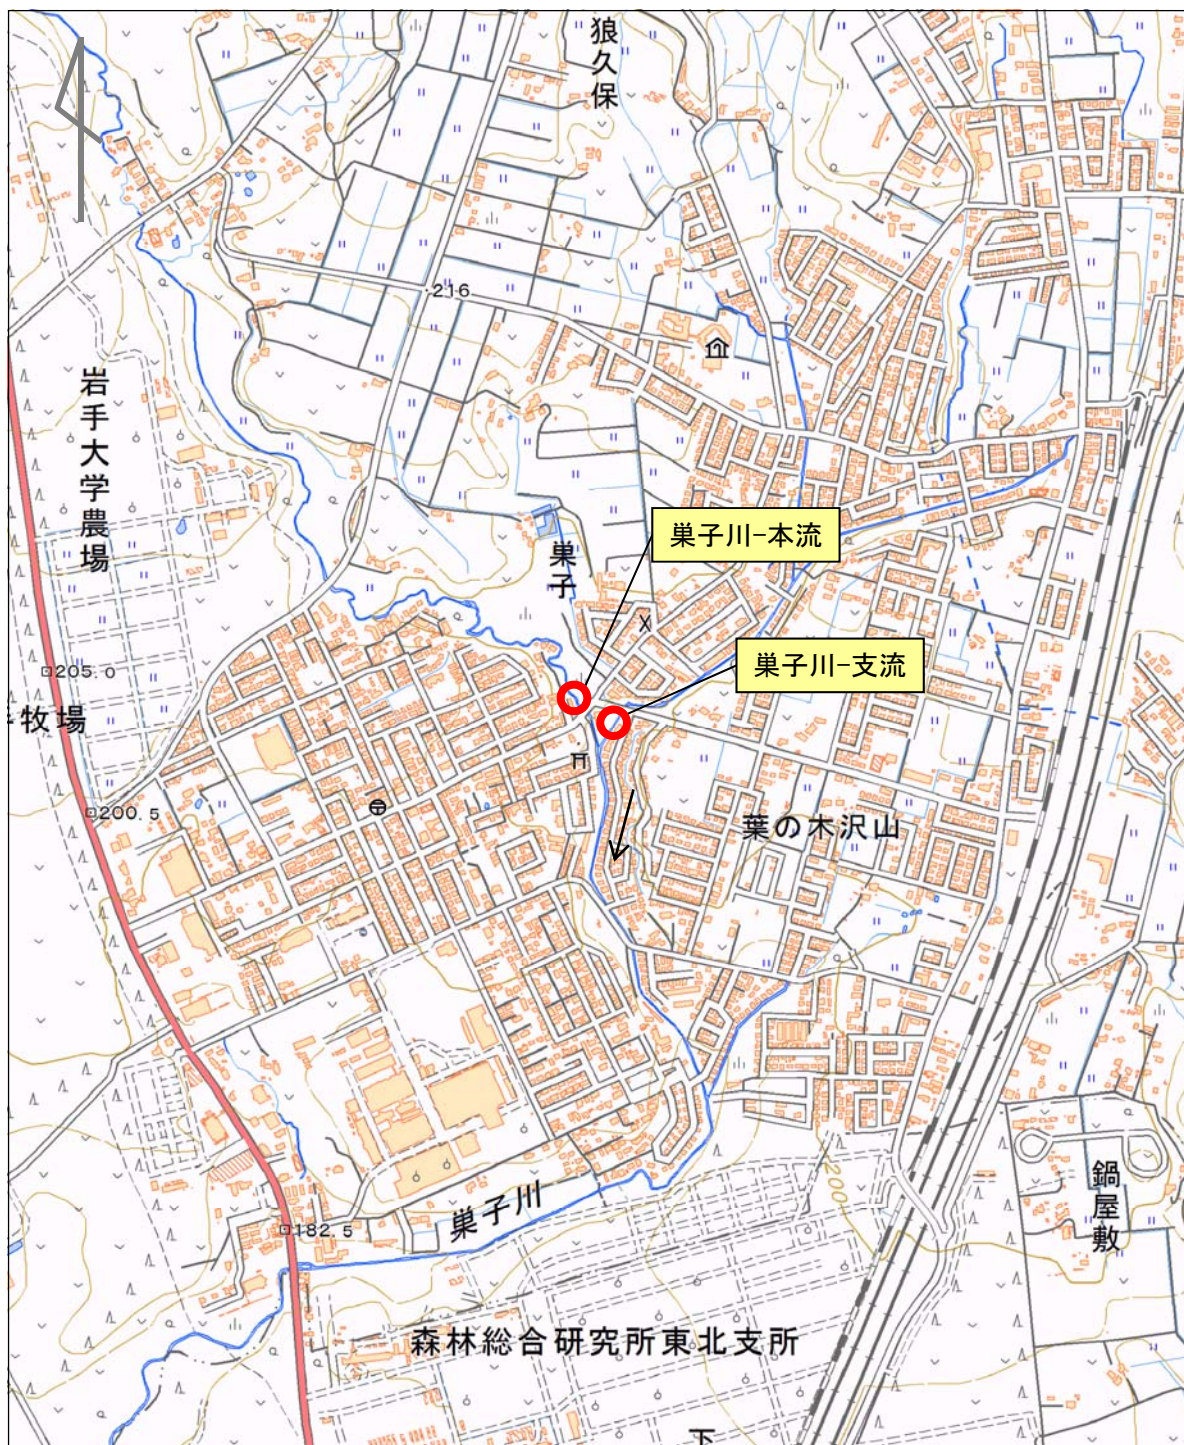 狼久保
216
岩手大学農場
巣子川-本流
巣子
巣子川-支流
205.0
牧場
200.5
葉の木沢山
200
鍋屋敷
巣子川
182.5
森林総合研究所東北支所
下